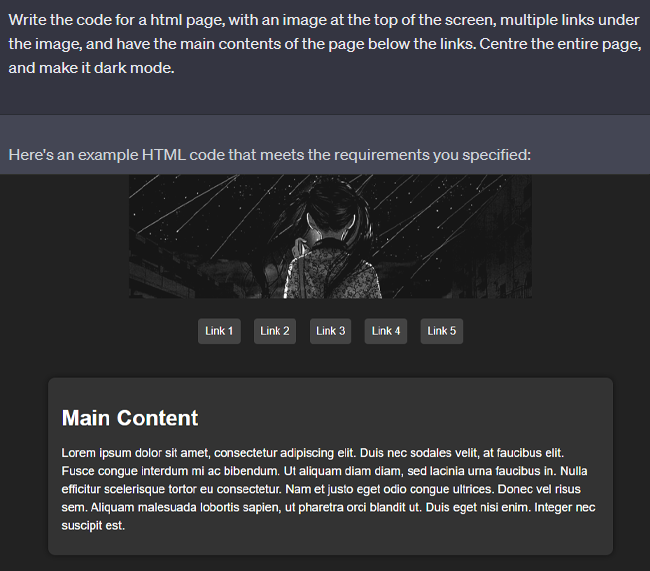 Write the code for a html page, with an image at the top of the screen, multiple links under
the image, and have the main contents of the page below the links. Centre the entire page,
and make it dark mode.
Here's an example HTML code that meets the requirements you specified:
Link 1 Link 2 Link 3 Link 4 Link 5
Main Content
Lorem ipsum dolor sit amet, consectetur adipiscing elit. Duis nec sodales velit, at faucibus elit.
Fusce congue interdum mi ac bibendum. Ut aliquam diam diam, sed lacinia urna faucibus in. Nulla
efficitur scelerisque tortor eu consectetur. Nam et justo eget odio congue ultrices. Donec vel risus
sem. Aliquam malesuada lobortis sapien, ut pharetra orci blandit ut. Duis eget nisi enim. Integer nec
suscipit est.